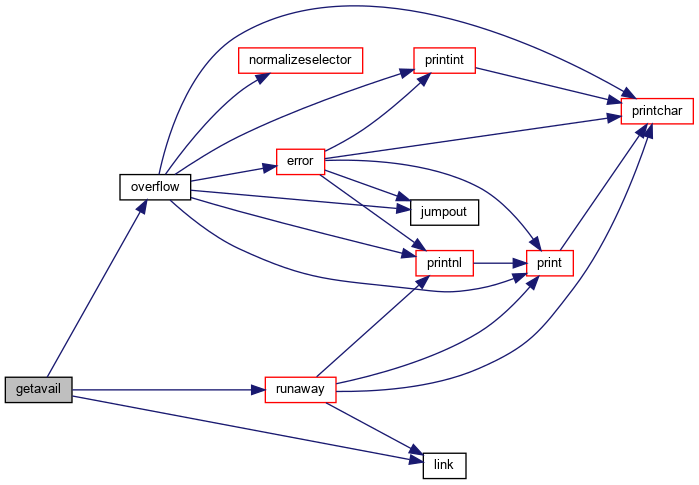 normalizeselector
printint
printchar
error
overflow
jumpout
printnl
print
getavail
runaway
link